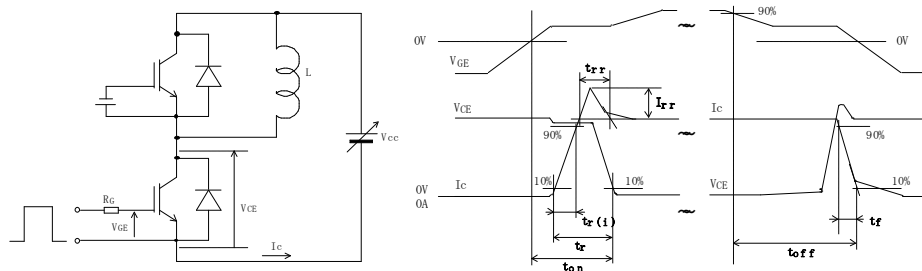 L
Vcc
RG
VGE
VCE
Ic
0V
VGE
trr
Irr
VCE
90%
10%
10%
0V
0A
Ic
tr(i)
tr
ton
90%
0V
Ic
90%
VCE
10%
tf
toff